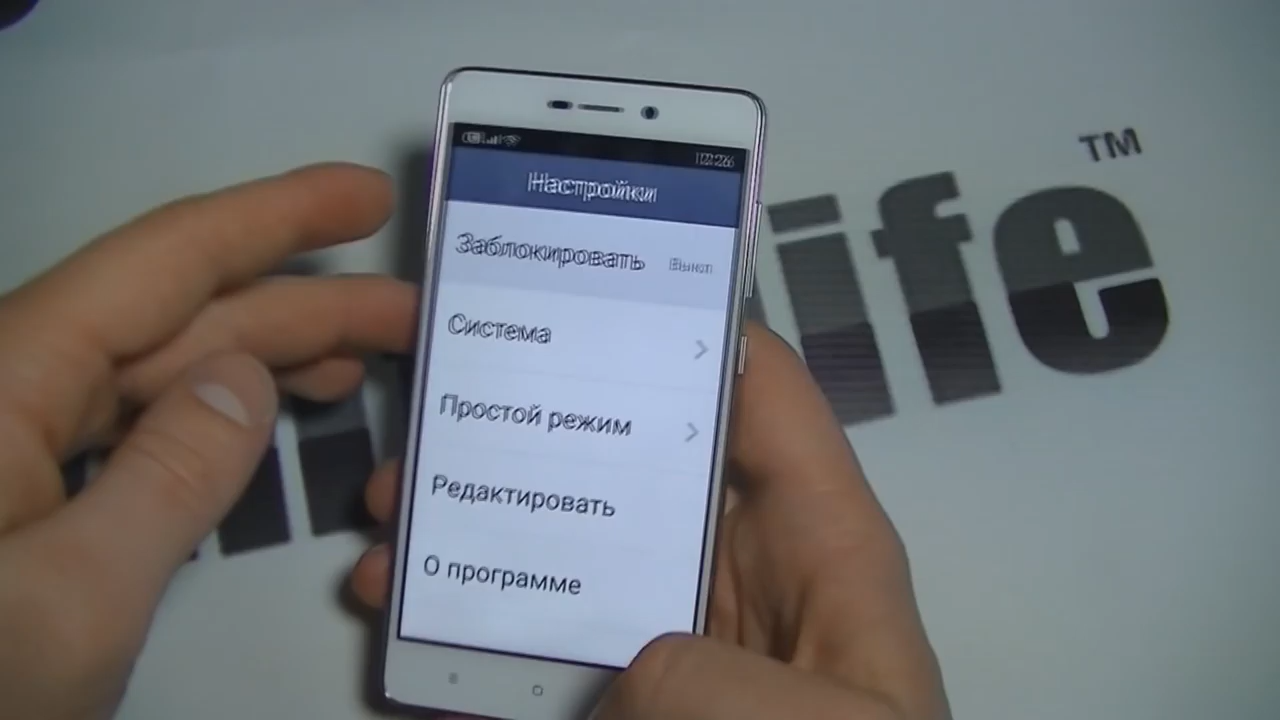 Настройки
Заблокировать Выкл
Система
Простой режим
Редактировать
О программе
ife
TM